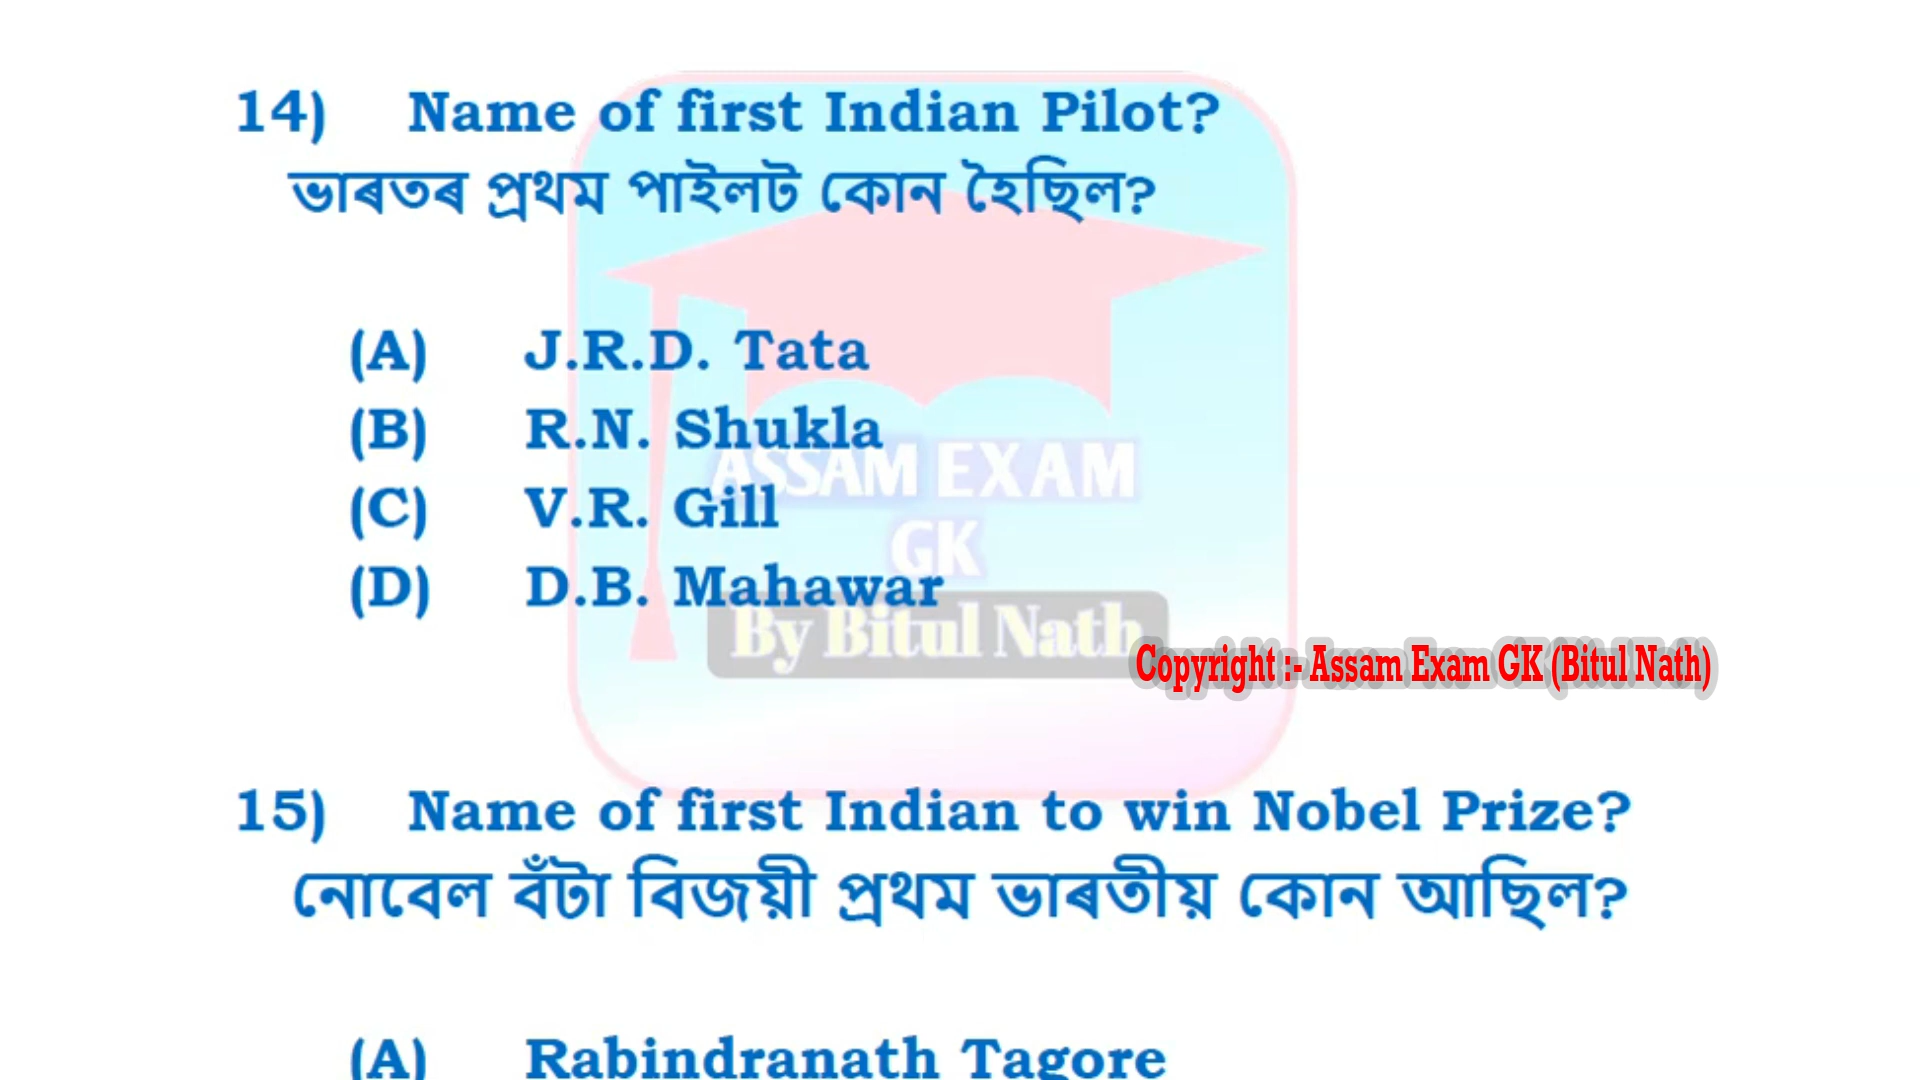 14) Name of first Indian Pilot?
ভাৰতৰ প্ৰথম পাইলট কোন হৈছিল?
(A) J.R.D. Tata
(B) R.N. Shukla
ASSAM EXAM
(C) V.R. Gill
GK
(D) D.B. Mahawar
By Bitul Nath
Copyright :- Assam Exam GK (Bitul Nath)
15) Name of first Indian to win Nobel Prize?
নোবেল বঁটা বিজয়ী প্ৰথম ভাৰতীয় কোন আছিল?
(A) Rabindranath Tagore